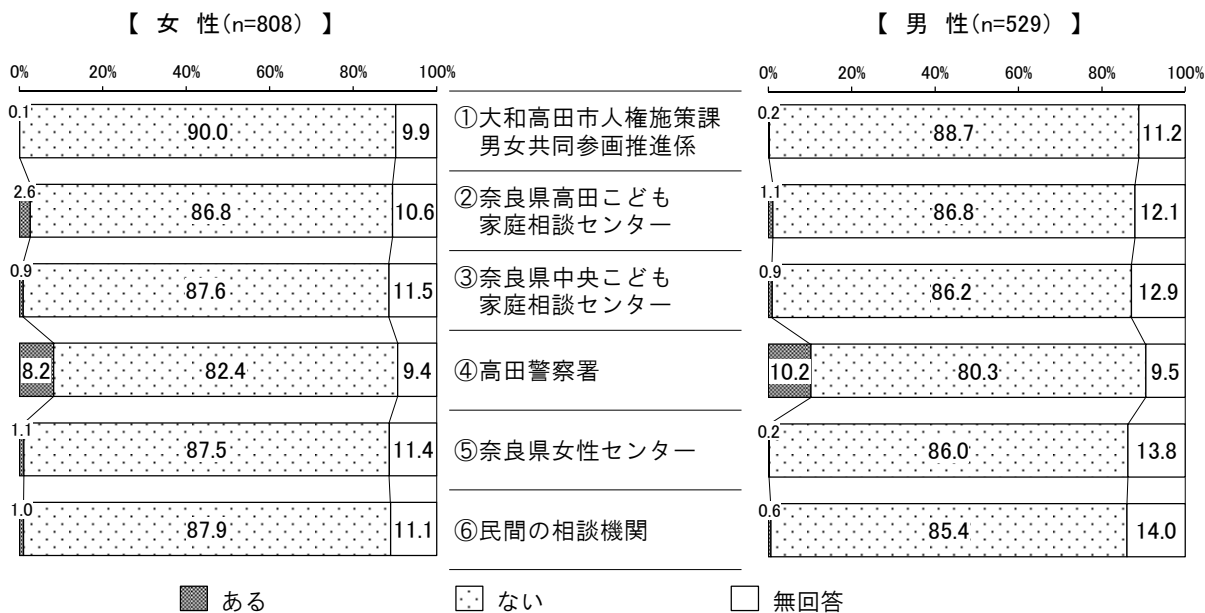 【 女 性(n=808) 】
0% 20% 40% 60% 80% 100%
0.1 90.0 9.9
2.6 86.8 10.6
0.9 87.6 11.5
8.2 82.4 9.4
1.1 87.5 11.4
1.0 87.9 11.1
①大和高田市人権施策課
男女共同参画推進係
②奈良県高田こども
家庭相談センター
③奈良県中央こども
家庭相談センター
④高田警察署
⑤奈良県女性センター
⑥民間の相談機関
【 男 性(n=529) 】
0% 20% 40% 60% 80% 100%
0.2 88.7 11.2
1.1 86.8 12.1
0.9 86.2 12.9
10.2 80.3 9.5
0.2 86.0 13.8
0.6 85.4 14.0
ある ない 無回答